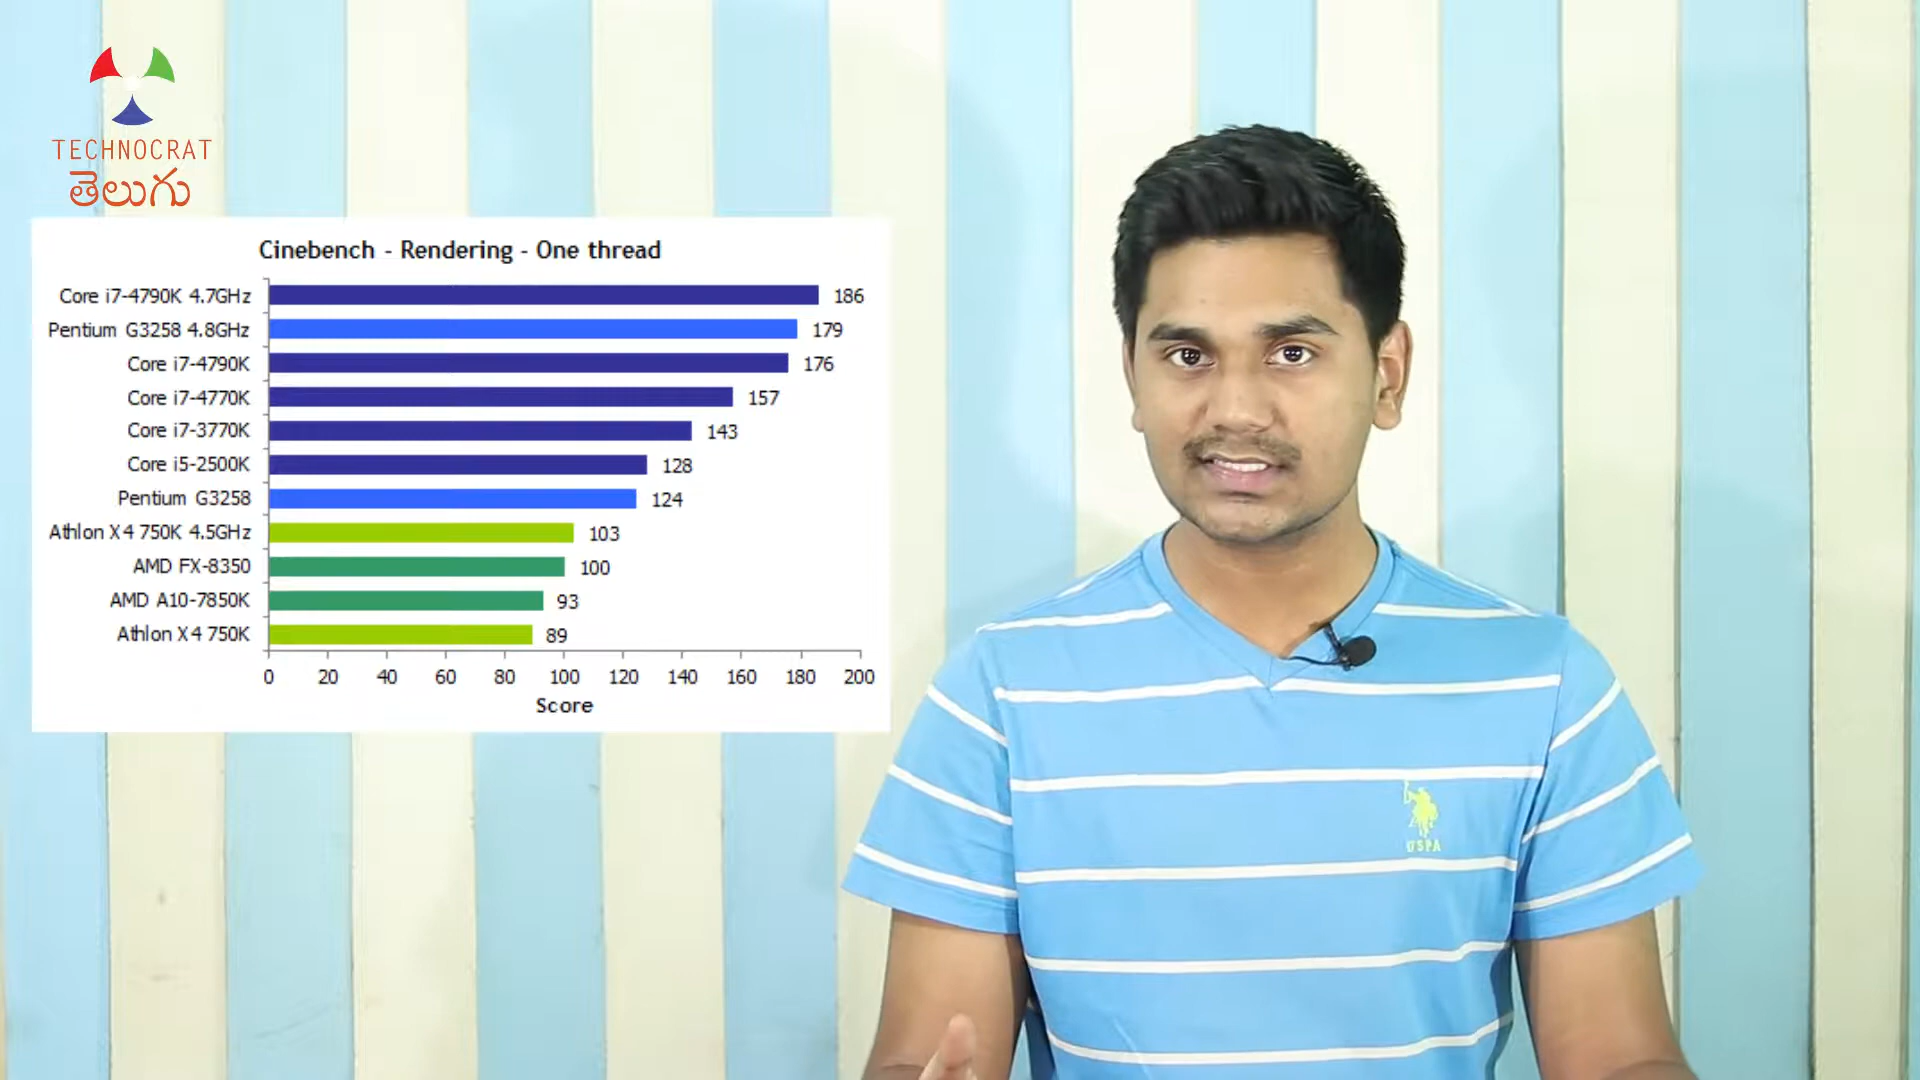 TECHNOCRAT
తెలుగు
Cinebench - Rendering - One thread
Core i7-4790K 4.7GHz 186
Pentium G3258 4.8GHz 179
Core i7-4790K 176
Core i7-4770K 157
Core i7-3770K 143
Core i5-2500K 128
Pentium G3258 124
Athlon X4 750K 4.5GHz 103
AMD FX-8350 100
AMD A10-7850K 93
Athlon X4 750K 89
0 20 40 60 80 100 120 140 160 180 200
Score
USPA